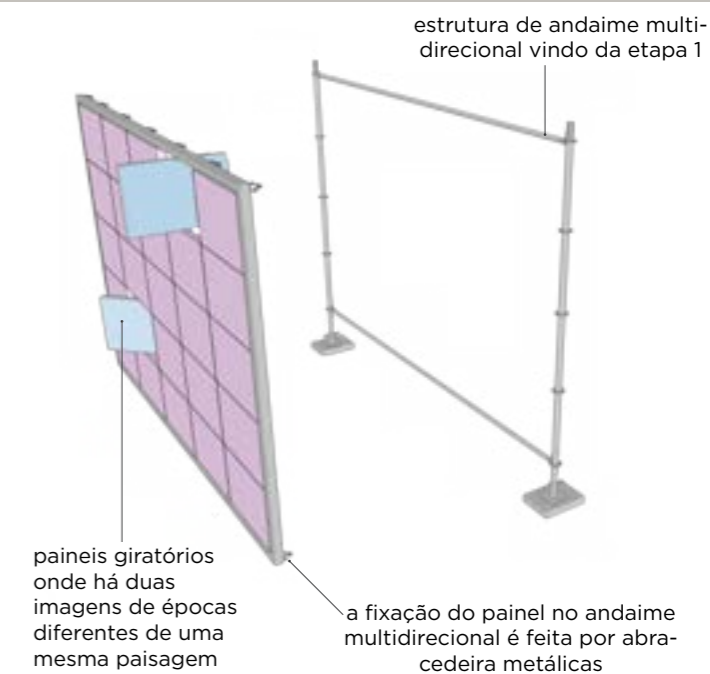 estrutura de andaime multi-
direcional vindo da etapa 1
paineis giratórios
onde há duas
imagens de épocas
diferentes de uma
mesma paisagem
a fixação do painel no andaime
multidirecional é feita por abra-
cedeira metálicas